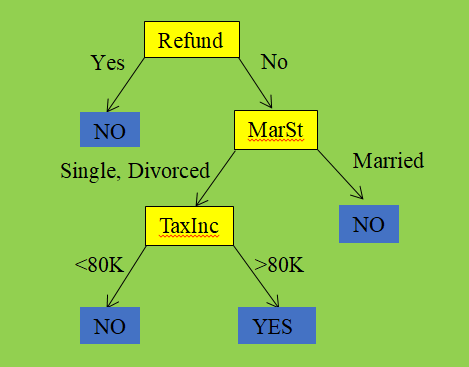 Refund
Yes
No
NO
MarSt
Single, Divorced
Married
TaxInc
NO
<80K
>80K
NO
YES